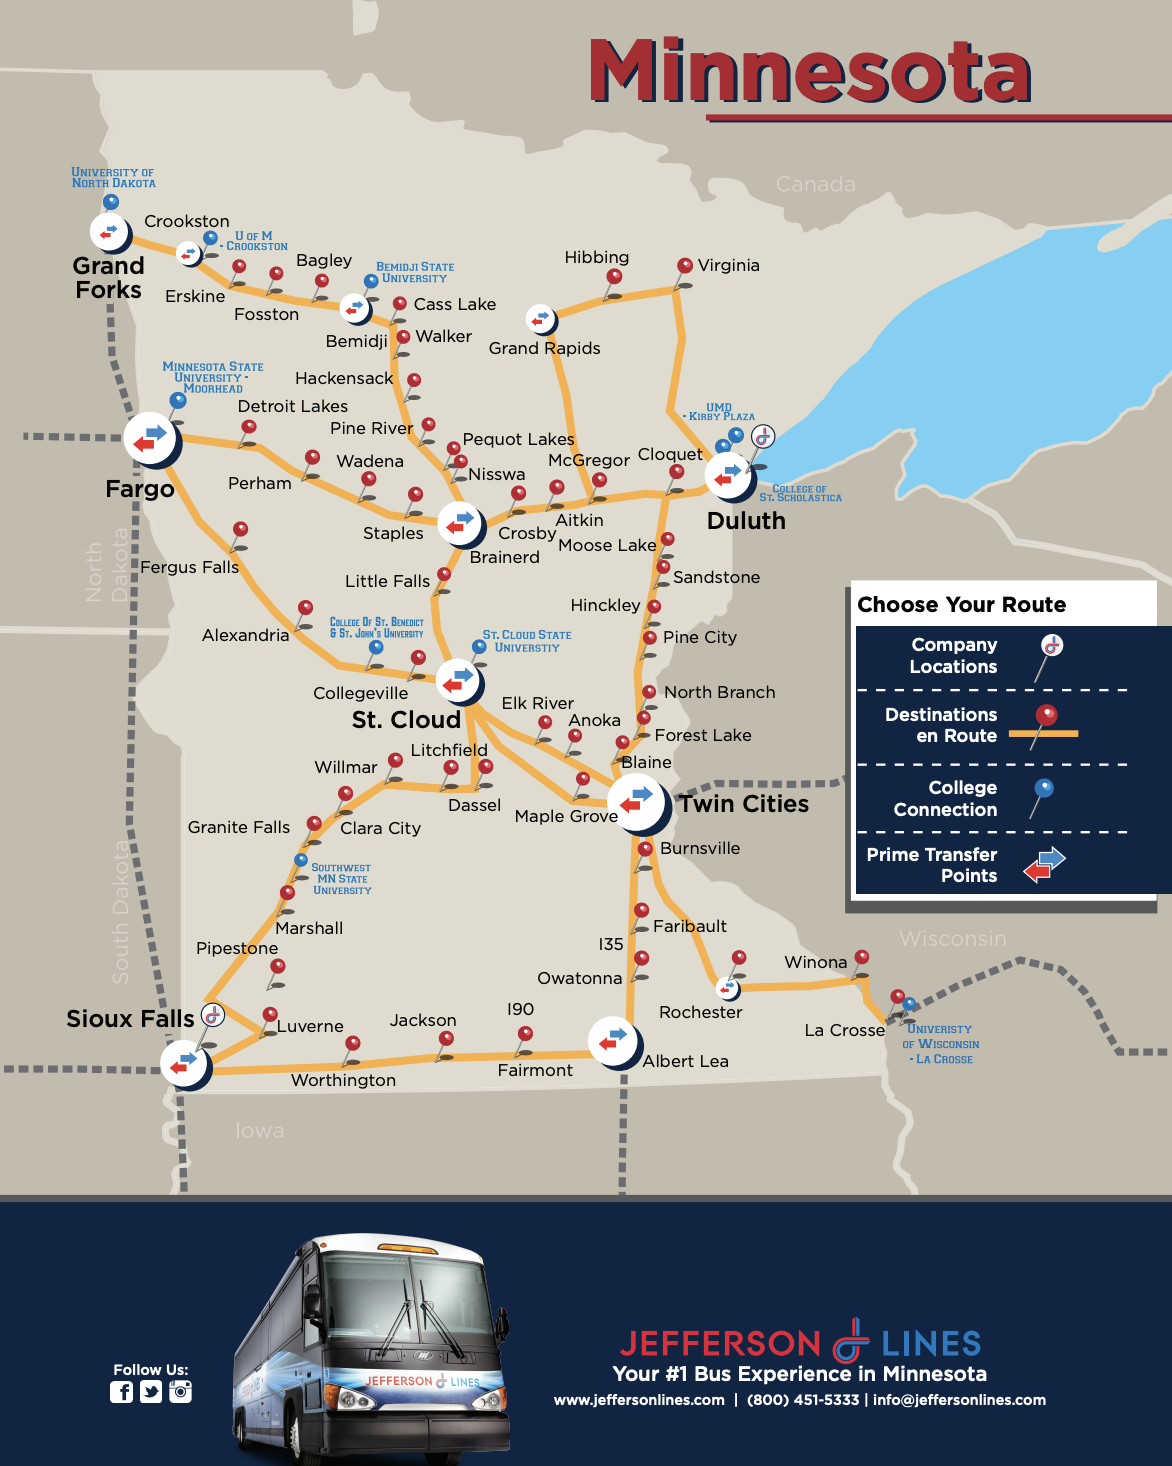 Minnesota
Canada
University of
North Dakota
Crookston
U of M
- Crookston
Grand
Forks
Bagley
Bemidji State
University
Erskine
Fosston
Cass Lake
Bemidji
Walker
Hibbing
Virginia
Grand Rapids
Minnesota State
University -
Moorhead
Hackensack
Detroit Lakes
Pine River
Pequot Lakes
UMD
- Kirby Plaza
Wadena
Nisswa
McGregor
Cloquet
Fargo
Perham
College of
St. Scholastica
Staples
Crosby
Aitkin
Duluth
Brainerd
Moose Lake
North
Dakota
Fergus Falls
Little Falls
Sandstone
Hinckley
Alexandria
College Of St. Benedict
& St. John's University
St. Cloud State
Universtiy
Pine City
Collegeville
St. Cloud
Elk River
Anoka
North Branch
Forest Lake
Litchfield
Willmar
Blaine
Dassel
Maple Grove
Twin Cities
Granite Falls
Clara City
Burnsville
South Dakota
Southwest
MN State
University
Marshall
Faribault
Pipestone
I35
Owatonna
Winona
Wisconsin
Rochester
La Crosse
Univeristy
of Wisconsin
- La Crosse
Sioux Falls
Luverne
Jackson
I90
Worthington
Fairmont
Albert Lea
Iowa
Choose Your Route
Company
Locations
Destinations
en Route
College
Connection
Prime Transfer
Points
Follow Us:
JEFFERSON LINES
JEFFERSON LINES
Your #1 Bus Experience in Minnesota
www.jeffersonlines.com | (800) 451-5333 | info@jeffersonlines.com